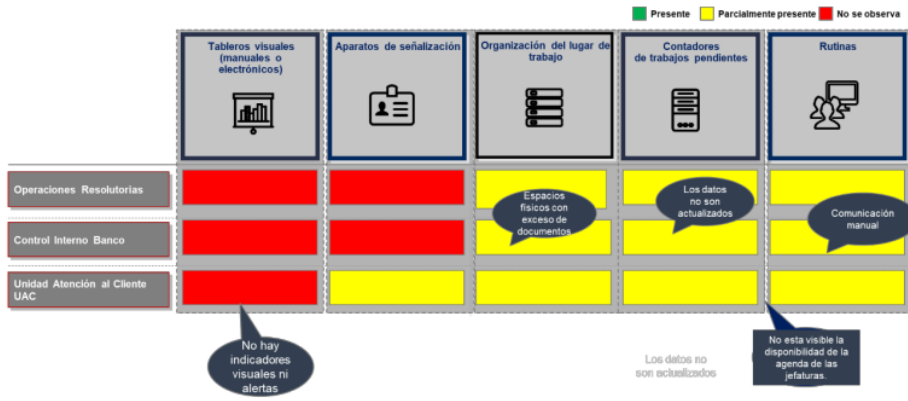 Presente Parcialmente presente No se observa
Tableros visuales
(manuales o
electrónicos)
Aparatos de señalización
Organización del lugar de
trabajo
Contadores
de trabajos pendientes
Rutinas
Operaciones Resolutorias
Espacios
físicos con
exceso de
documentos
Los datos
no son
actualizados
Control Interno Banco
Comunicación
manual
Unidad Atención al Cliente
UAC
No hay
indicadores
visuales ni
alertas
Los datos no
son actualizados
No esta visible la
disponibilidad de la
agenda de las
jefaturas.